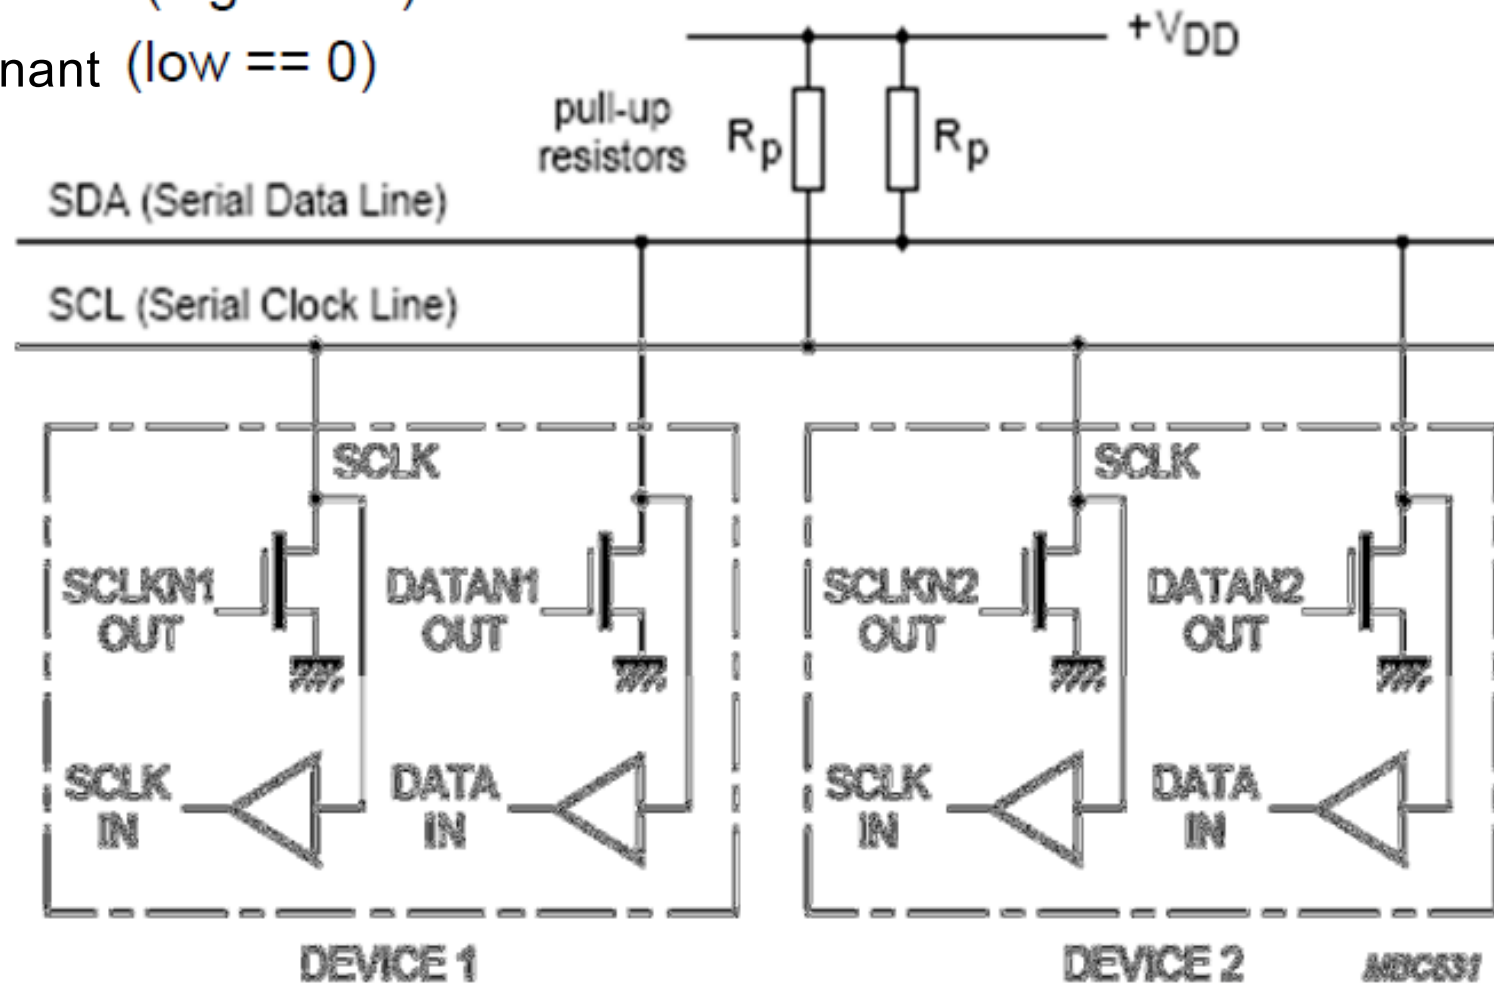 nant (low == 0)
+VDD
pull-up
resistors
Rp
Rp
SDA (Serial Data Line)
SCL (Serial Clock Line)
SCLK
SCLK
SCLKN1
OUT
DATAN1
OUT
SCLKN2
OUT
DATAN2
OUT
SCLK
IN
DATA
IN
SCLK
IN
DATA
IN
DEVICE 1
DEVICE 2
MBC631